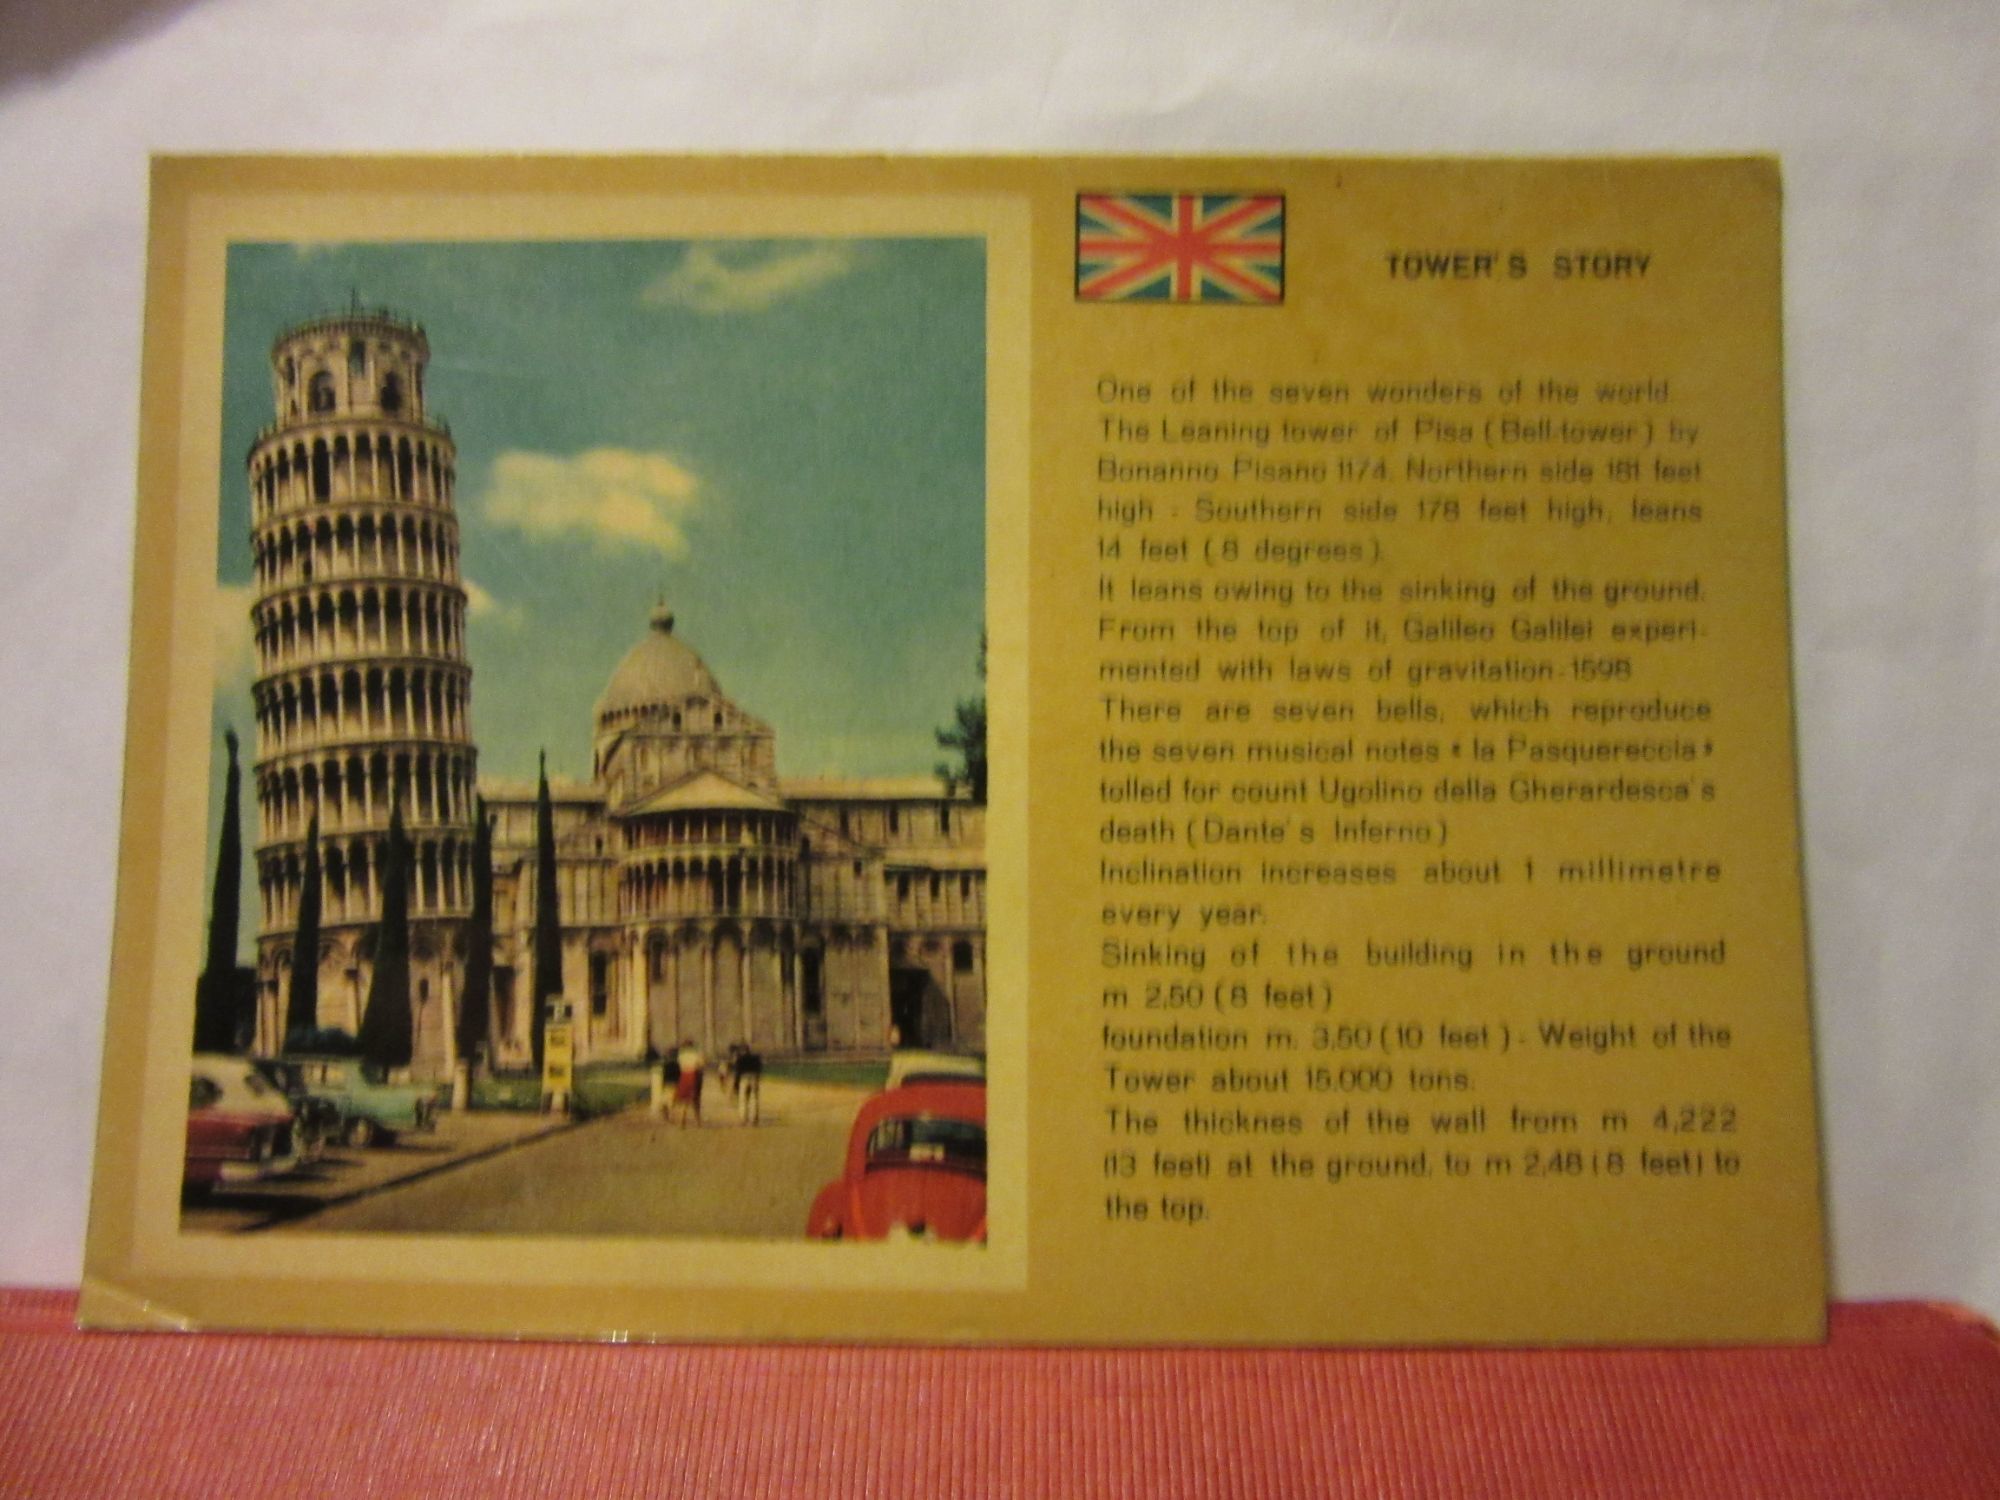 TOWER'S STORY
One of the seven wonders of the world.
The Leaning tower of Pisa (Bell-tower) by
Bonanno Pisano 1174. Northern side 181 feet
high - Southern side 178 feet high, leans
14 feet (8 degrees).
It leans owing to the sinking of the ground.
From the top of it, Galileo Galilei experi-
mented with laws of gravitation-1598
There are seven bells, which reproduce
the seven musical notes « la Pasquereccia »
tolled for count Ugolino della Gherardesca's
death (Dante's Inferno)
Inclination increases about 1 millimetre
every year.
Sinking of the building in the ground
m 2,50 (8 feet)
foundation m. 3,50 (10 feet) - Weight of the
Tower about 15.000 tons.
The thicknes of the wall from m 4,222
(13 feet) at the ground, to m 2,48 (8 feet) to
the top.